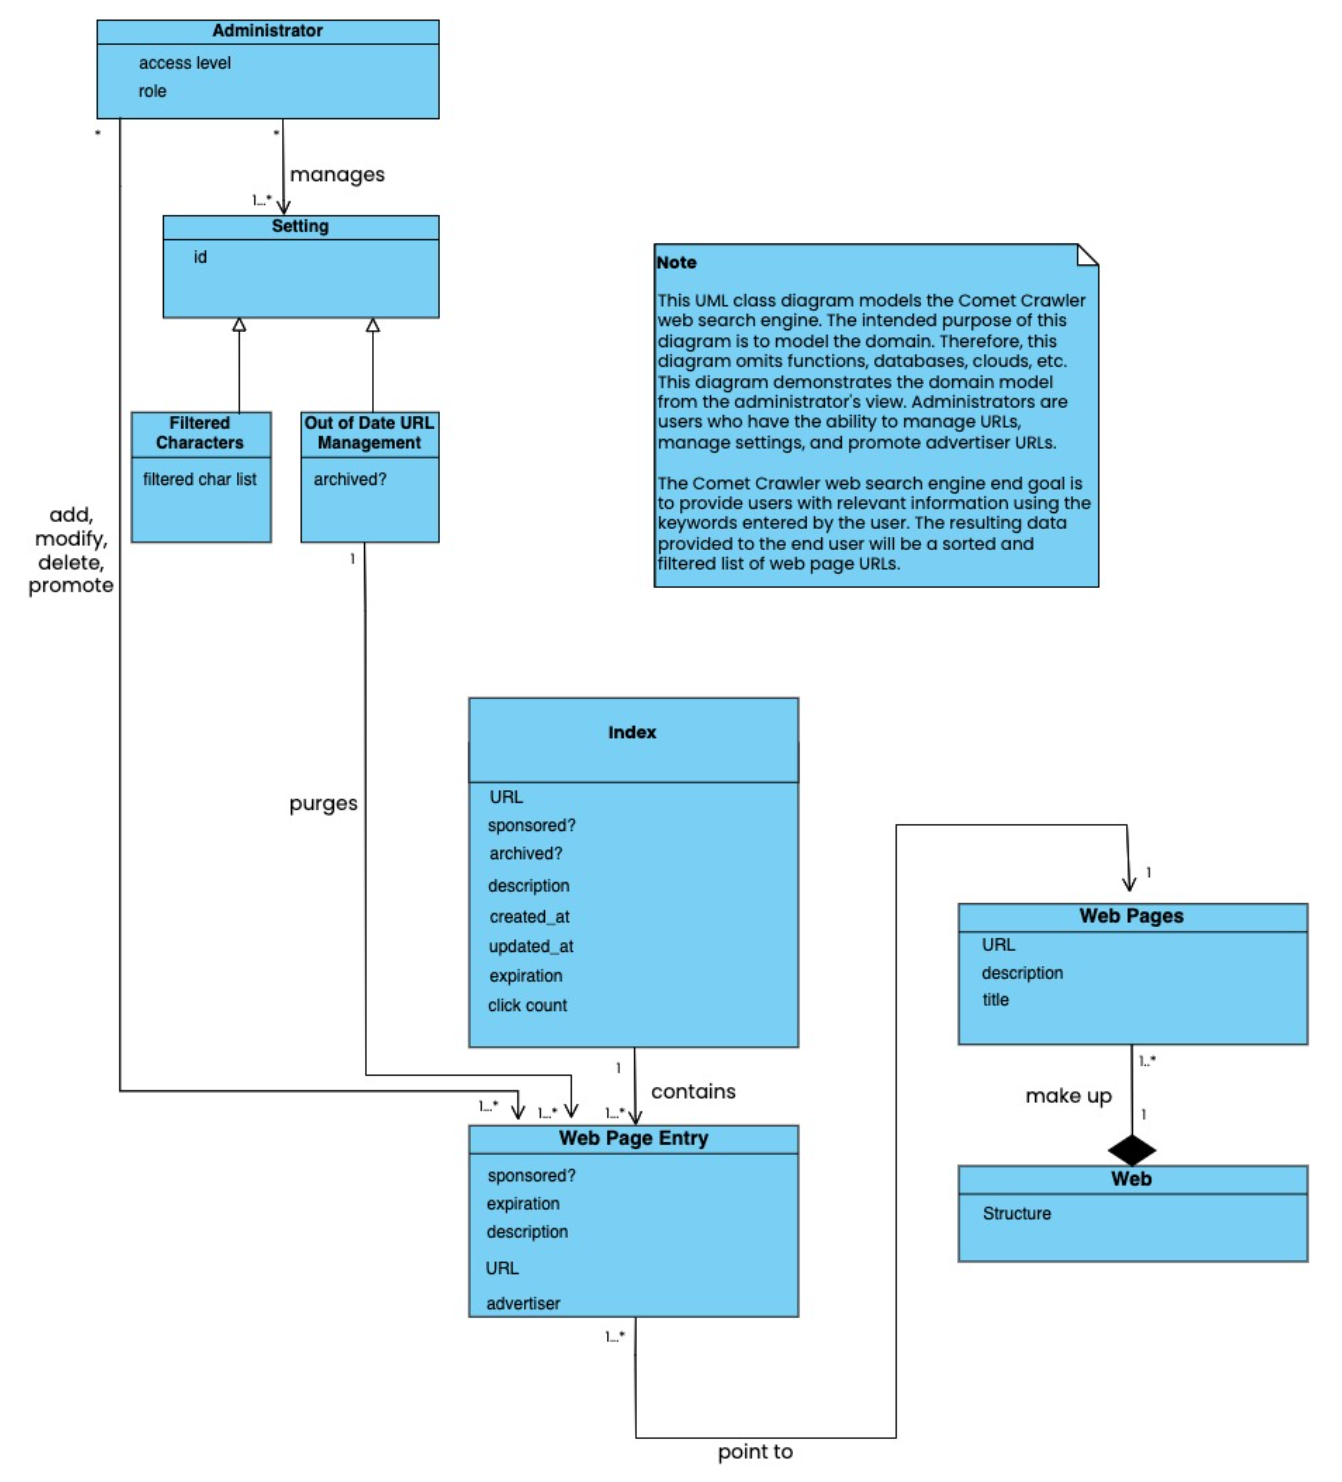 Administrator
access level
role
*
*
manages
1...*
Setting
id
Note
This UML class diagram models the Comet Crawler
web search engine. The intended purpose of this
diagram is to model the domain. Therefore, this
diagram omits functions, databases, clouds, etc.
This diagram demonstrates the domain model
from the administrator's view. Administrators are
users who have the ability to manage URLs,
manage settings, and promote advertiser URLs.
The Comet Crawler web search engine end goal is
to provide users with relevant information using the
keywords entered by the user. The resulting data
provided to the end user will be a sorted and
filtered list of web page URLs.
Filtered
Characters
filtered char list
Out of Date URL
Management
archived?
add,
modify,
delete,
promote
1
purges
Index
URL
sponsored?
archived?
description
created_at
updated_at
expiration
click count
1
contains
1...*
1...*
1...*
Web Page Entry
sponsored?
expiration
description
URL
advertiser
1...*
point to
1
Web Pages
URL
description
title
1..*
make up
1
Web
Structure